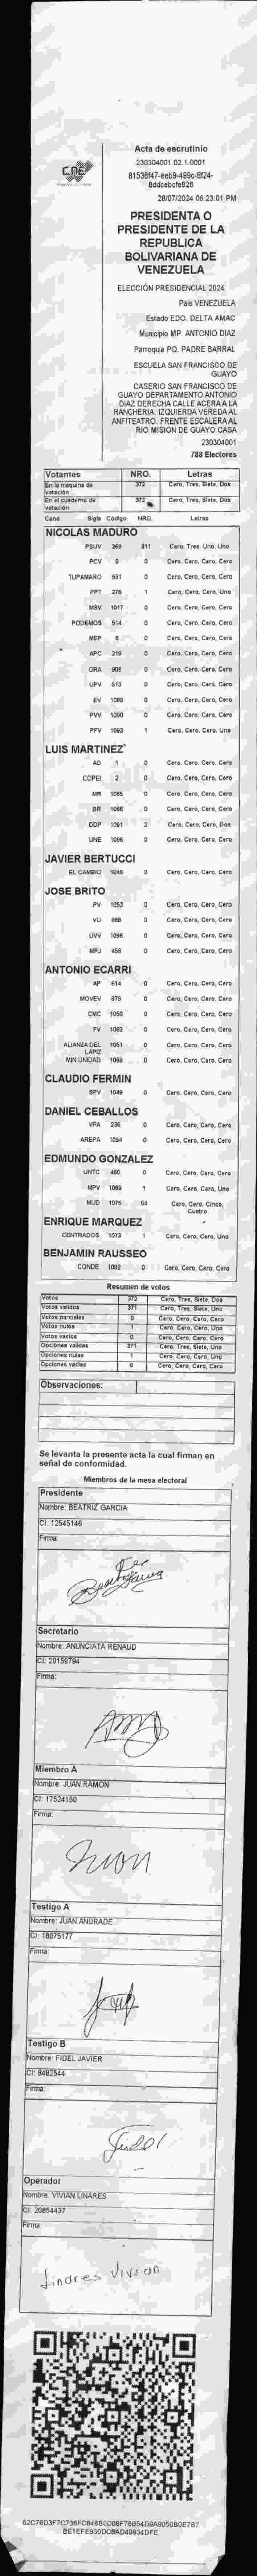 CNE
Acta de escrutinio
230304001.02.1.0001
81536f47-eeb9-499c-8f24-
8ddcebcfe828
28/07/2024 06:23:01 PM
PRESIDENTA O
PRESIDENTE DE LA
REPUBLICA
BOLIVARIANA DE
VENEZUELA
ELECCIÓN PRESIDENCIAL 2024
Pais VENEZUELA
Estado EDO. DELTA AMAC
Municipio MP. ANTONIO DIAZ
Parroquia PQ. PADRE BARRAL
ESCUELA SAN FRANCISCO DE
GUAYO
CASERIO SAN FRANCISCO DE
GUAYO DEPARTAMENTO ANTONIO
DIAZ DERECHA CALLE ACERA A LA
RANCHERIA. IZQUIERDA VEREDA AL
ANFITEATRO. FRENTE ESCALERA AL
RIO MISION DE GUAYO CASA
230304001
788 Electores
Votantes NRO. Letras
En la máquina de votación 372 Cero, Tres, Siete, Dos
En el cuaderno de votación 372 Cero, Tres, Siete, Dos
Cand Sigla Código NRO. Letras
NICOLAS MADURO
PSUV 269 311 Cero, Tres, Uno, Uno
PCV 9 0 Cero, Cero, Cero, Cero
TUPAMARO 931 0 Cero, Cero, Cero, Cero
PPT 276 1 Cero, Cero, Cero, Uno
MSV 1017 0 Cero, Cero, Cero, Cero
PODEMOS 514 0 Cero, Cero, Cero, Cero
MEP 6 0 Cero, Cero, Cero, Cero
APC 219 0 Cero, Cero, Cero, Cero
ORA 908 0 Cero, Cero, Cero, Cero
UPV 513 0 Cero, Cero, Cero, Cero
EV 1089 0 Cero, Cero, Cero, Cero
PVV 1090 0 Cero, Cero, Cero, Cero
PFV 1093 1 Cero, Cero, Cero, Uno
LUIS MARTINEZ
AD 1 0 Cero, Cero, Cero, Cero
COPEI 2 0 Cero, Cero, Cero, Cero
MR 1065 0 Cero, Cero, Cero, Cero
BR 1066 0 Cero, Cero, Cero, Cero
DDP 1091 2 Cero, Cero, Cero, Dos
UNE 1095 0 Cero, Cero, Cero, Cero
JAVIER BERTUCCI
EL CAMBIO 1048 0 Cero, Cero, Cero, Cero
JOSE BRITO
PV 1053 0 Cero, Cero, Cero, Cero
VU 868 0 Cero, Cero, Cero, Cero
UVV 1096 0 Cero, Cero, Cero, Cero
MPJ 458 0 Cero, Cero, Cero, Cero
ANTONIO ECARRI
AP 814 0 Cero, Cero, Cero, Cero
MOVEV 879 0 Cero, Cero, Cero, Cero
CMC 1050 0 Cero, Cero, Cero, Cero
FV 1062 0 Cero, Cero, Cero, Cero
ALIANZA DEL LAPIZ 1051 0 Cero, Cero, Cero, Cero
MIN UNIDAD 1068 0 Cero, Cero, Cero, Cero
CLAUDIO FERMIN
SPV 1049 0 Cero, Cero, Cero, Cero
DANIEL CEBALLOS
VPA 236 0 Cero, Cero, Cero, Cero
AREPA 1094 0 Cero, Cero, Cero, Cero
EDMUNDO GONZALEZ
UNTC 480 0 Cero, Cero, Cero, Cero
MPV 1069 1 Cero, Cero, Cero, Uno
MUD 1075 54 Cero, Cero, Cinco, Cuatro
ENRIQUE MARQUEZ
CENTRADOS 1073 1 Cero, Cero, Cero, Uno
BENJAMIN RAUSSEO
CONDE 1092 0 Cero, Cero, Cero, Cero
Resumen de votos
Votos 372 Cero, Tres, Siete, Dos
Votos validos 371 Cero, Tres, Siete, Uno
Votos parciales 0 Cero, Cero, Cero, Cero
Votos nulos 1 Cero, Cero, Cero, Uno
Votos vacios 0 Cero, Cero, Cero, Cero
Opciones validas 371 Cero, Tres, Siete, Uno
Opciones nulas 1 Cero, Cero, Cero, Uno
Opciones vacias 0 Cero, Cero, Cero, Cero
Observaciones:
Se levanta la presente acta la cual firman en
señal de conformidad.
Miembros de la mesa electoral
Presidente
Nombre: BEATRIZ GARCIA
CI: 12545146
Firma:
Secretario
Nombre: ANUNCIATA RENAUD
CI: 20159794
Firma:
Miembro A
Nombre: JUAN RAMON
CI: 17524150
Firma:
Juan
Testigo A
Nombre: JUAN ANDRADE
CI: 18075177
Firma:
Testigo B
Nombre: FIDEL JAVIER
CI: 8482544
Firma:
Fidel
Operador
Nombre: VIVIAN LINARES
CI: 20854437
Firma:
Linares Vivian